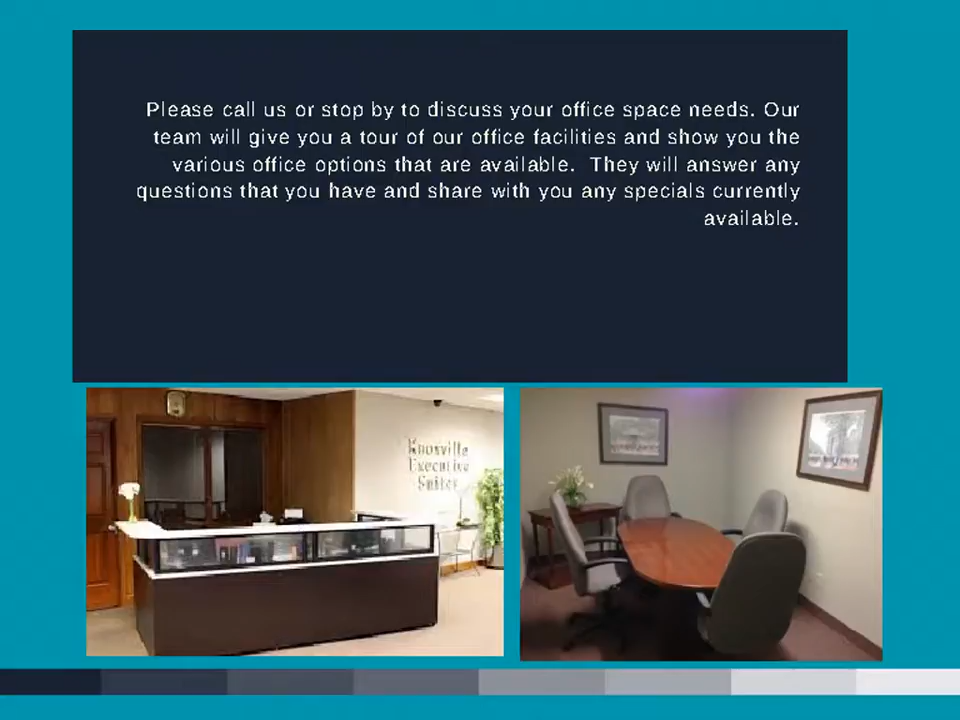 Please call us or stop by to discuss your office space needs. Our
team will give you a tour of our office facilities and show you the
various office options that are available. They will answer any
questions that you have and share with you any specials currently
available.
Knoxville
Executive
Suites